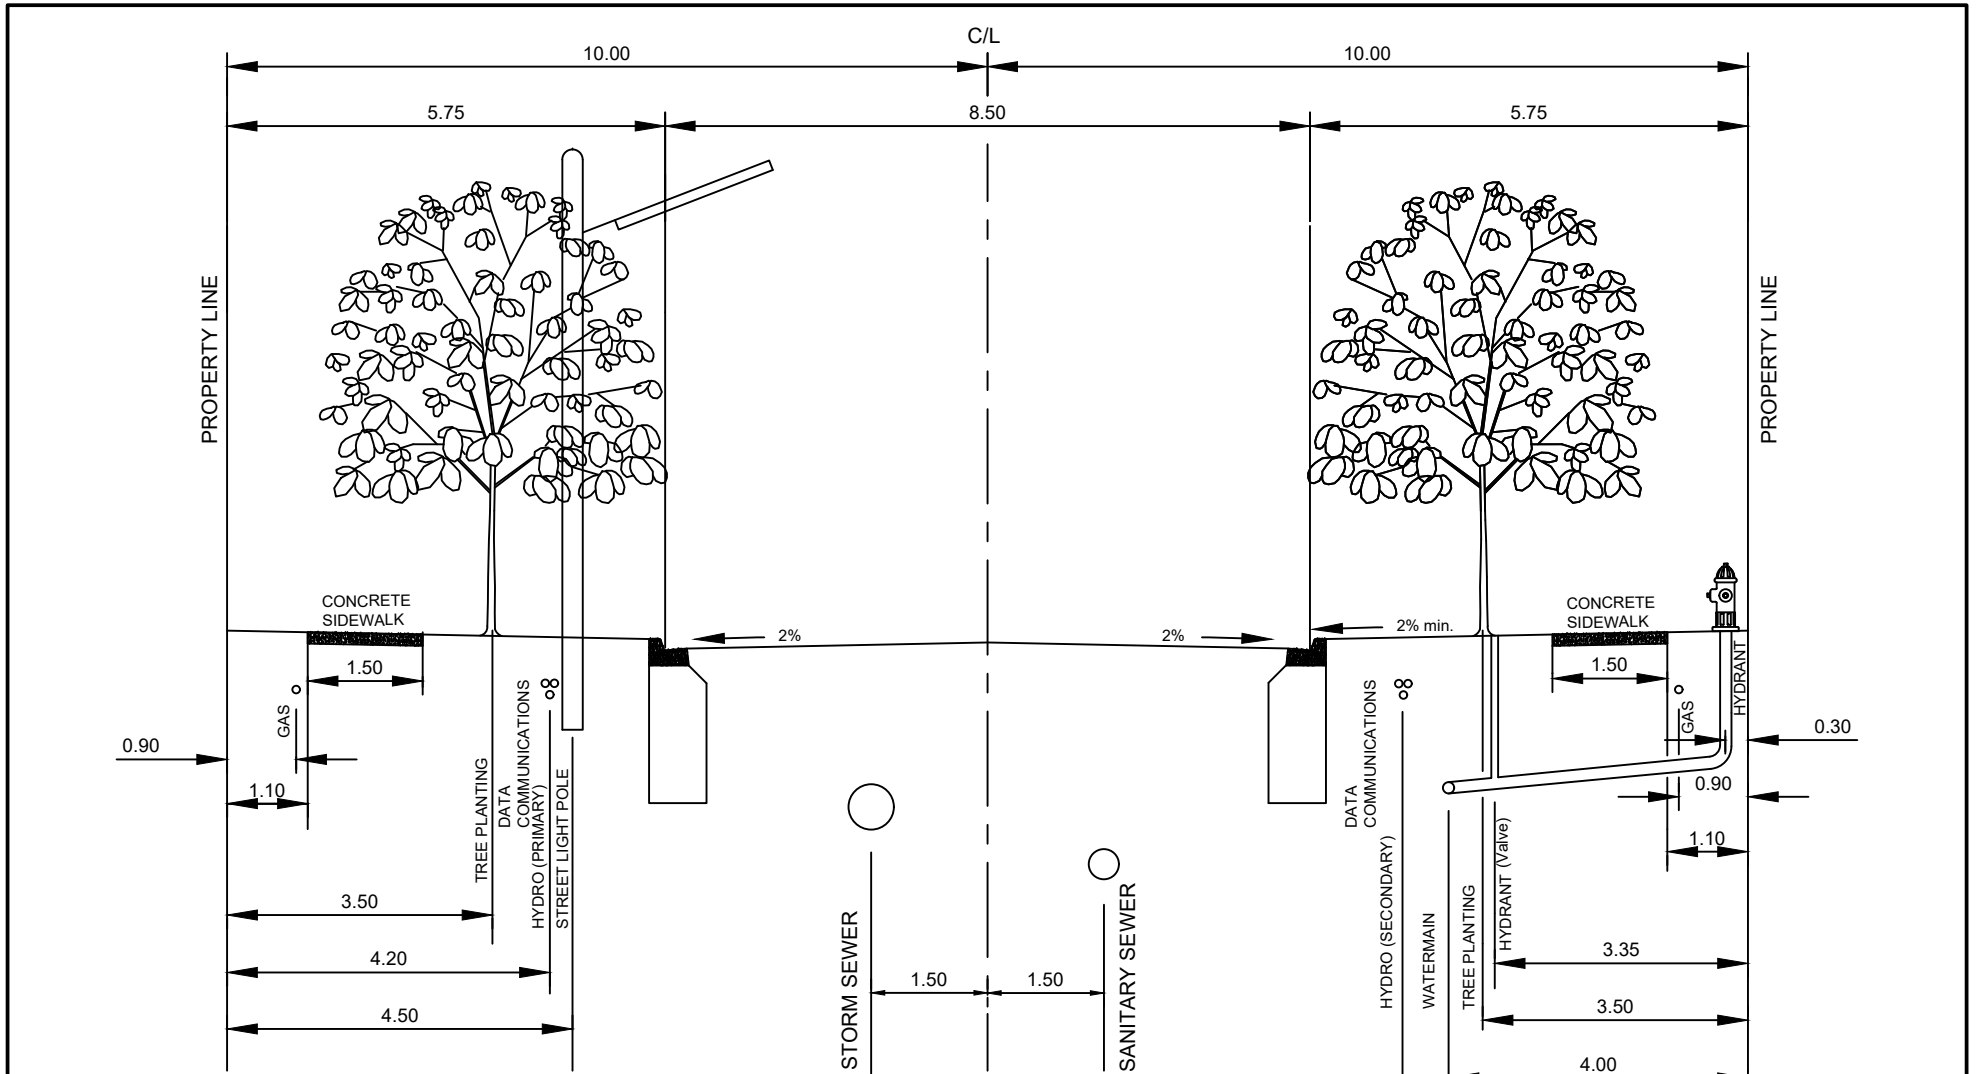 C/L
10.00
10.00
5.75
8.50
5.75
PROPERTY LINE
PROPERTY LINE
CONCRETE
SIDEWALK
CONCRETE
SIDEWALK
2%
2%
2% min.
1.50
1.50
GAS
GAS
HYDRANT
0.90
0.30
1.10
0.90
1.10
TREE PLANTING
DATA
COMMUNICATIONS
HYDRO (PRIMARY)
STREET LIGHT POLE
DATA
COMMUNICATIONS
HYDRO (SECONDARY)
WATERMAIN
TREE PLANTING
HYDRANT (Valve)
3.50
4.20
4.50
STORM SEWER
1.50
1.50
SANITARY SEWER
3.35
3.50
4.00